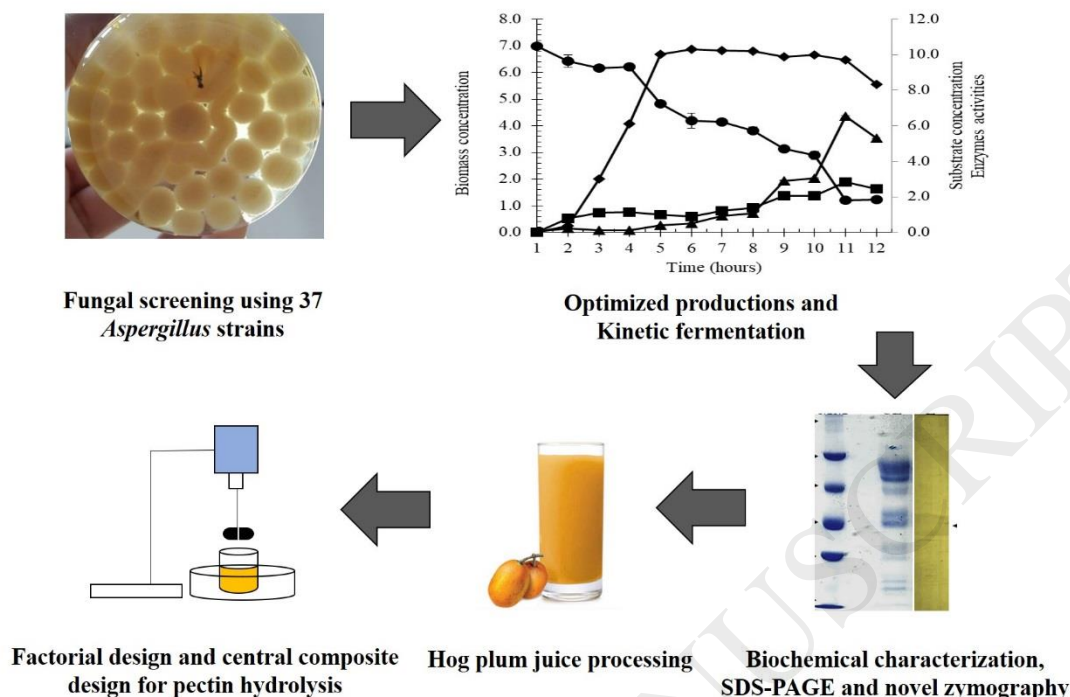 8.0
7.0
6.0
5.0
4.0
3.0
2.0
1.0
0.0
Biomass concentration
12.0
10.0
8.0
6.0
4.0
2.0
0.0
Substrate concentration
Enzymes activities
1 2 3 4 5 6 7 8 9 10 11 12
Time (hours)
Fungal screening using 37
Aspergillus strains
Optimized productions and
Kinetic fermentation
Factorial design and central composite
design for pectin hydrolysis
Hog plum juice processing
Biochemical characterization,
SDS-PAGE and novel zymography